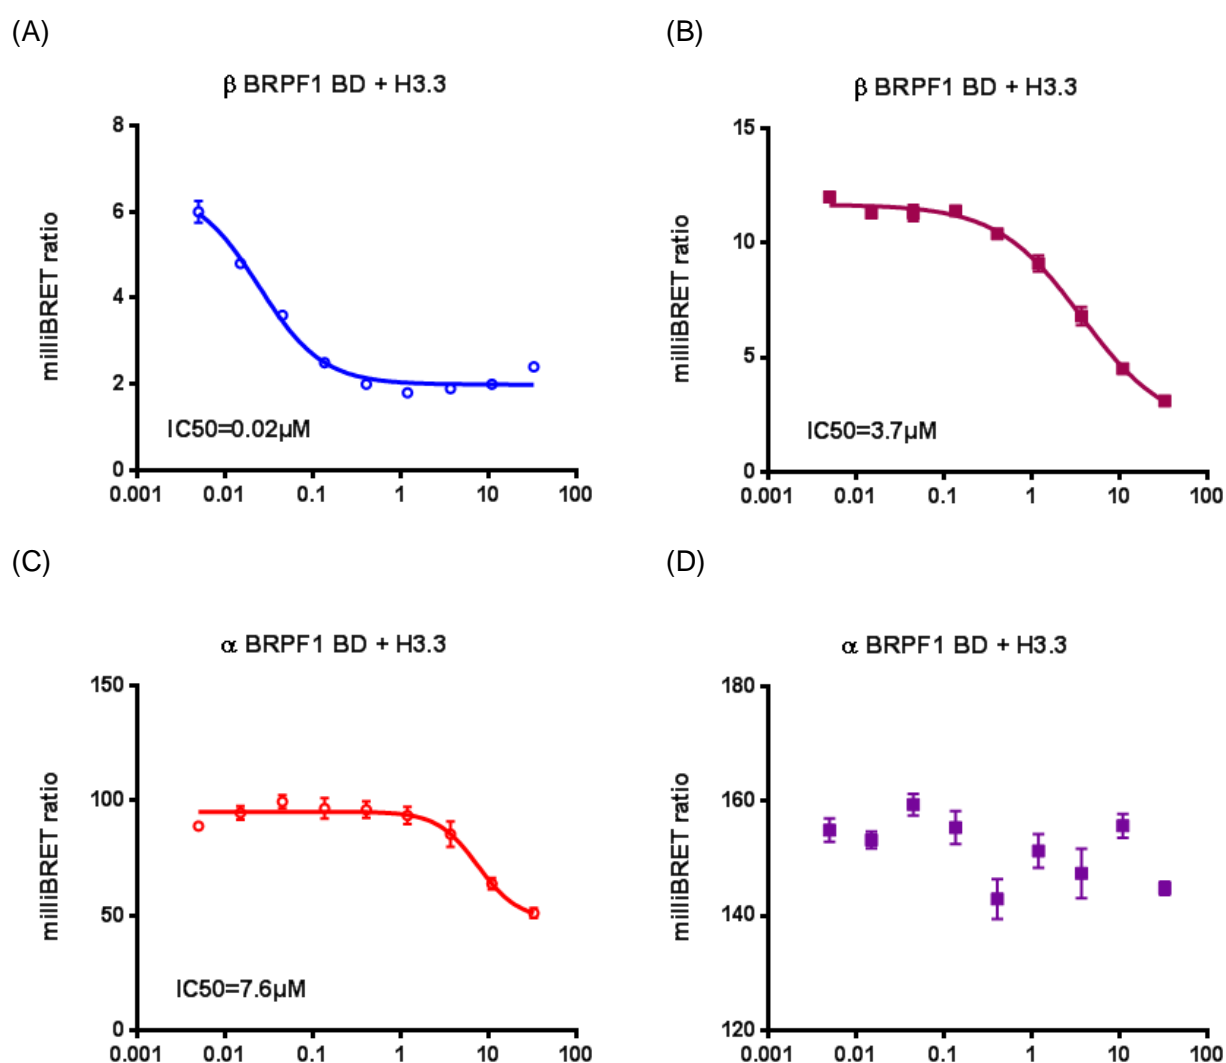 (A)
β BRPF1 BD + H3.3
8
6
4
2
0
milliBRET ratio
IC50=0.02µM
0.001 0.01 0.1 1 10 100
(B)
β BRPF1 BD + H3.3
15
10
5
0
milliBRET ratio
IC50=3.7µM
0.001 0.01 0.1 1 10 100
(C)
α BRPF1 BD + H3.3
150
100
50
0
milliBRET ratio
IC50=7.6µM
0.001 0.01 0.1 1 10 100
(D)
α BRPF1 BD + H3.3
180
160
140
120
milliBRET ratio
0.001 0.01 0.1 1 10 100